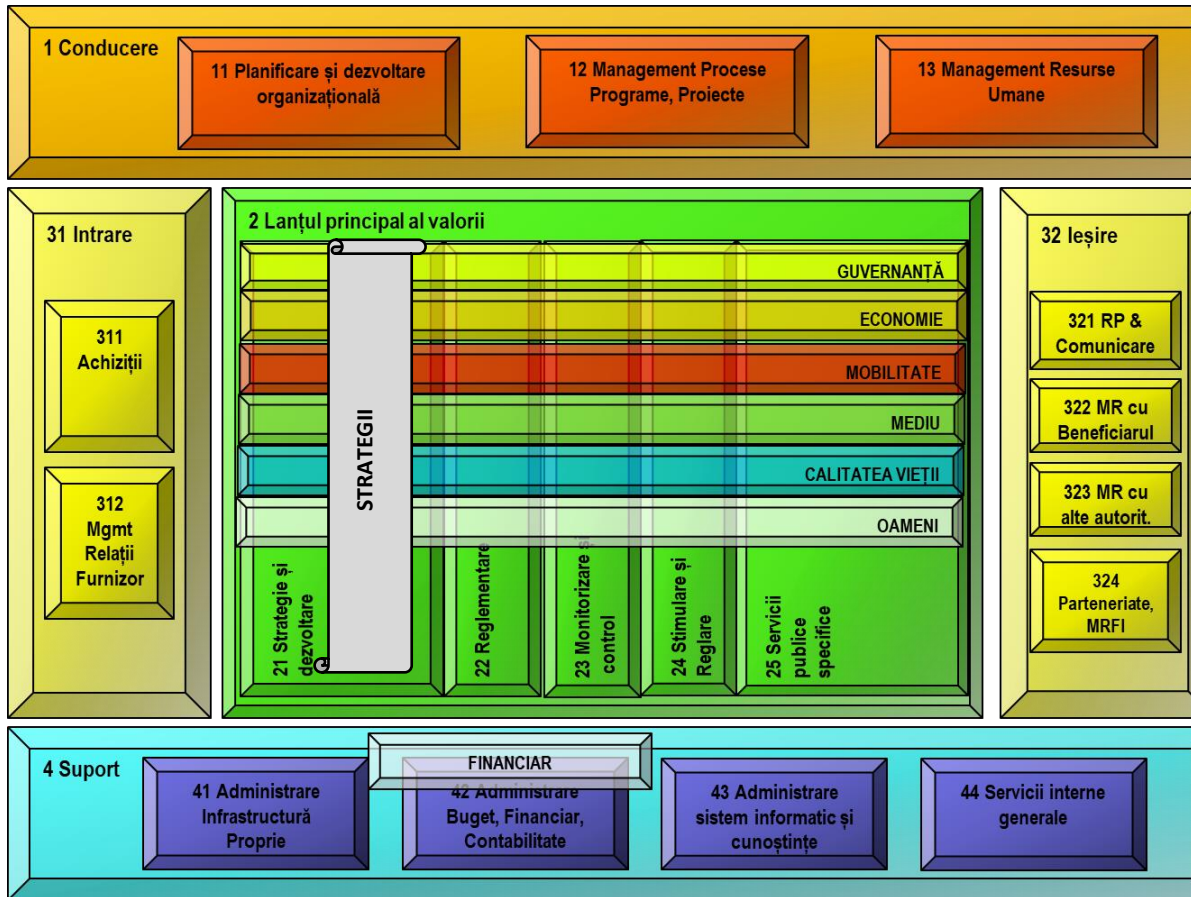 1 Conducere
11 Planificare și dezvoltare
organizațională
12 Management Procese
Programe, Proiecte
13 Management Resurse
Umane
31 Intrare
311
Achiziții
312
Mgmt
Relații
Furnizor
2 Lanțul principal al valorii
GUVERNANȚĂ
ECONOMIE
MOBILITATE
MEDIU
CALITATEA VIEȚII
OAMENI
STRATEGII
21 Strategie și
dezvoltare
22 Reglementare
23 Monitorizare și
control
24 Stimulare și
Reglare
25 Servicii
publice
specifice
32 Ieșire
321 RP &
Comunicare
322 MR cu
Beneficiarul
323 MR cu
alte autorit.
324
Parteneriate,
MRFI
4 Suport
FINANCIAR
41 Administrare
Infrastructură
Proprie
42 Administrare
Buget, Financiar,
Contabilitate
43 Administrare
sistem informatic și
cunoștințe
44 Servicii interne
generale